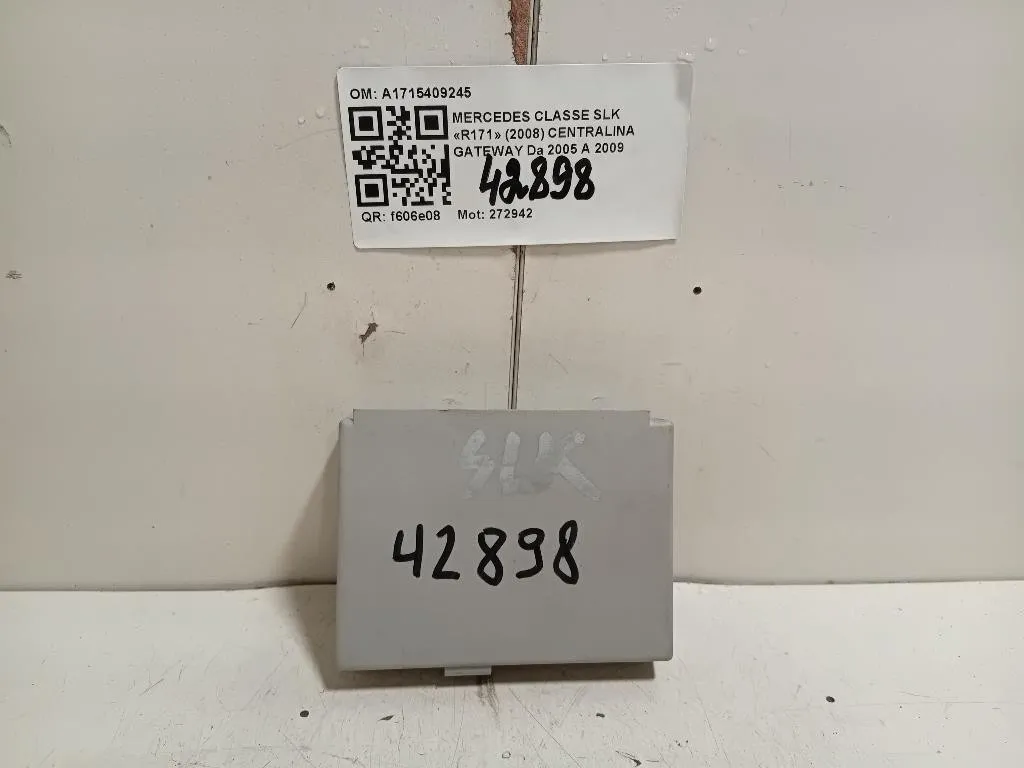 OM: A1715409245
MERCEDES CLASSE SLK
«R171» (2008) CENTRALINA
GATEWAY Da 2005 A 2009
42898
QR: f606e08 Mot: 272942
SLK
42898